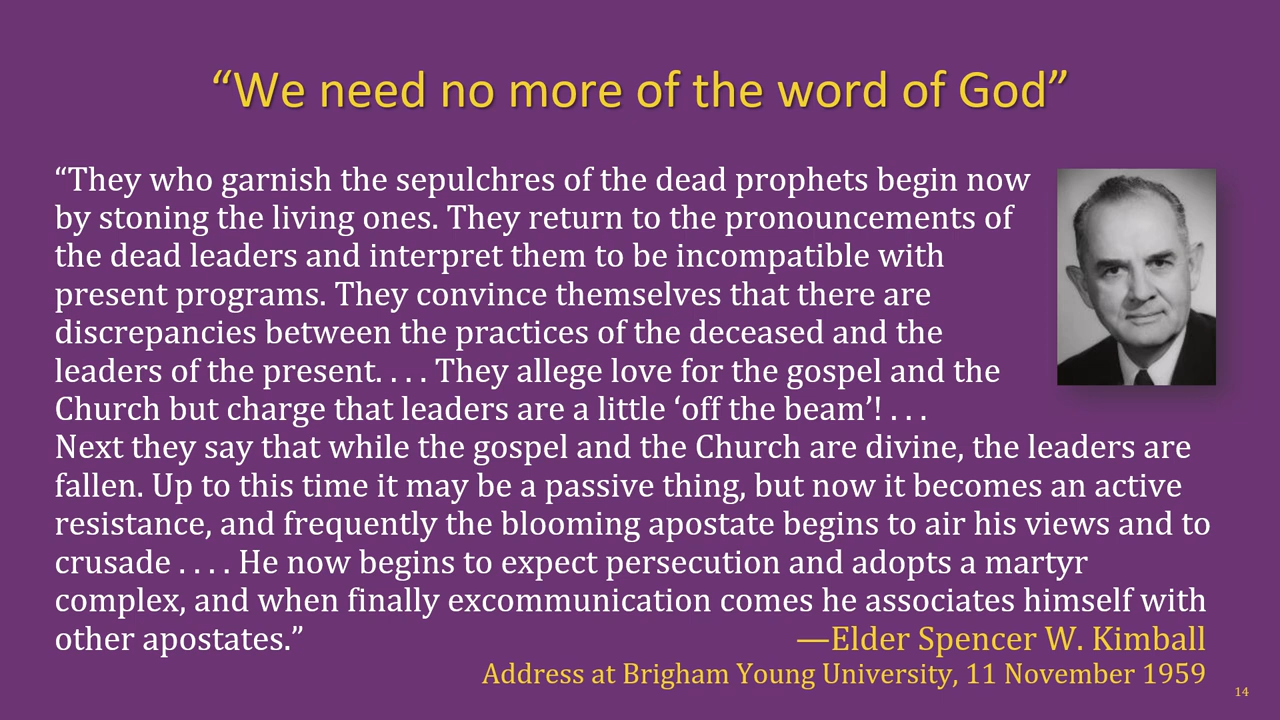 “We need no more of the word of God”
“They who garnish the sepulchres of the dead prophets begin now
by stoning the living ones. They return to the pronouncements of
the dead leaders and interpret them to be incompatible with
present programs. They convince themselves that there are
discrepancies between the practices of the deceased and the
leaders of the present. . . . They allege love for the gospel and the
Church but charge that leaders are a little ‘off the beam’! . . .
Next they say that while the gospel and the Church are divine, the leaders are
fallen. Up to this time it may be a passive thing, but now it becomes an active
resistance, and frequently the blooming apostate begins to air his views and to
crusade . . . . He now begins to expect persecution and adopts a martyr
complex, and when finally excommunication comes he associates himself with
other apostates.” —Elder Spencer W. Kimball
Address at Brigham Young University, 11 November 1959
14